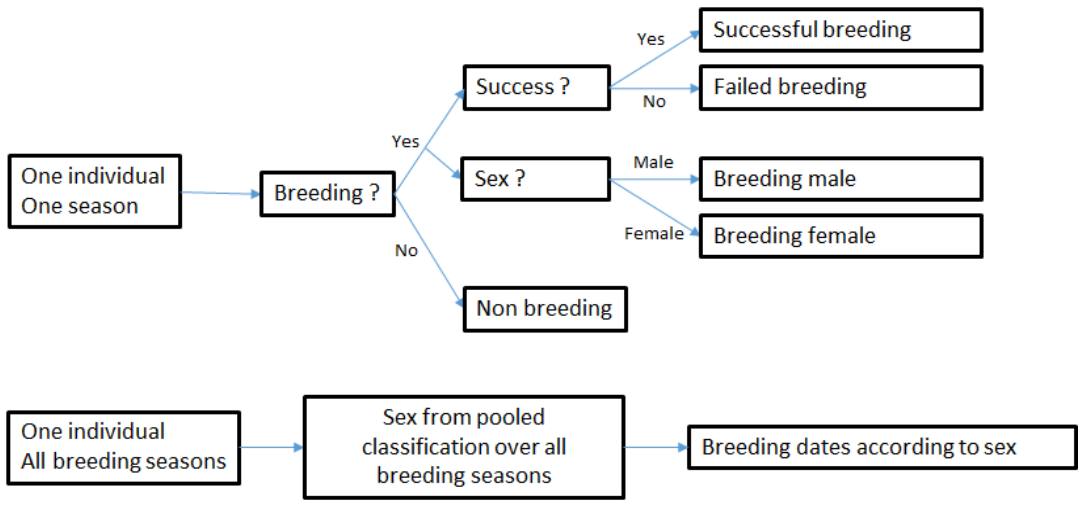 One individual
One season
Breeding ?
Yes
No
Success ?
Yes
No
Successful breeding
Failed breeding
Sex ?
Male
Female
Breeding male
Breeding female
Non breeding
One individual
All breeding seasons
Sex from pooled
classification over all
breeding seasons
Breeding dates according to sex